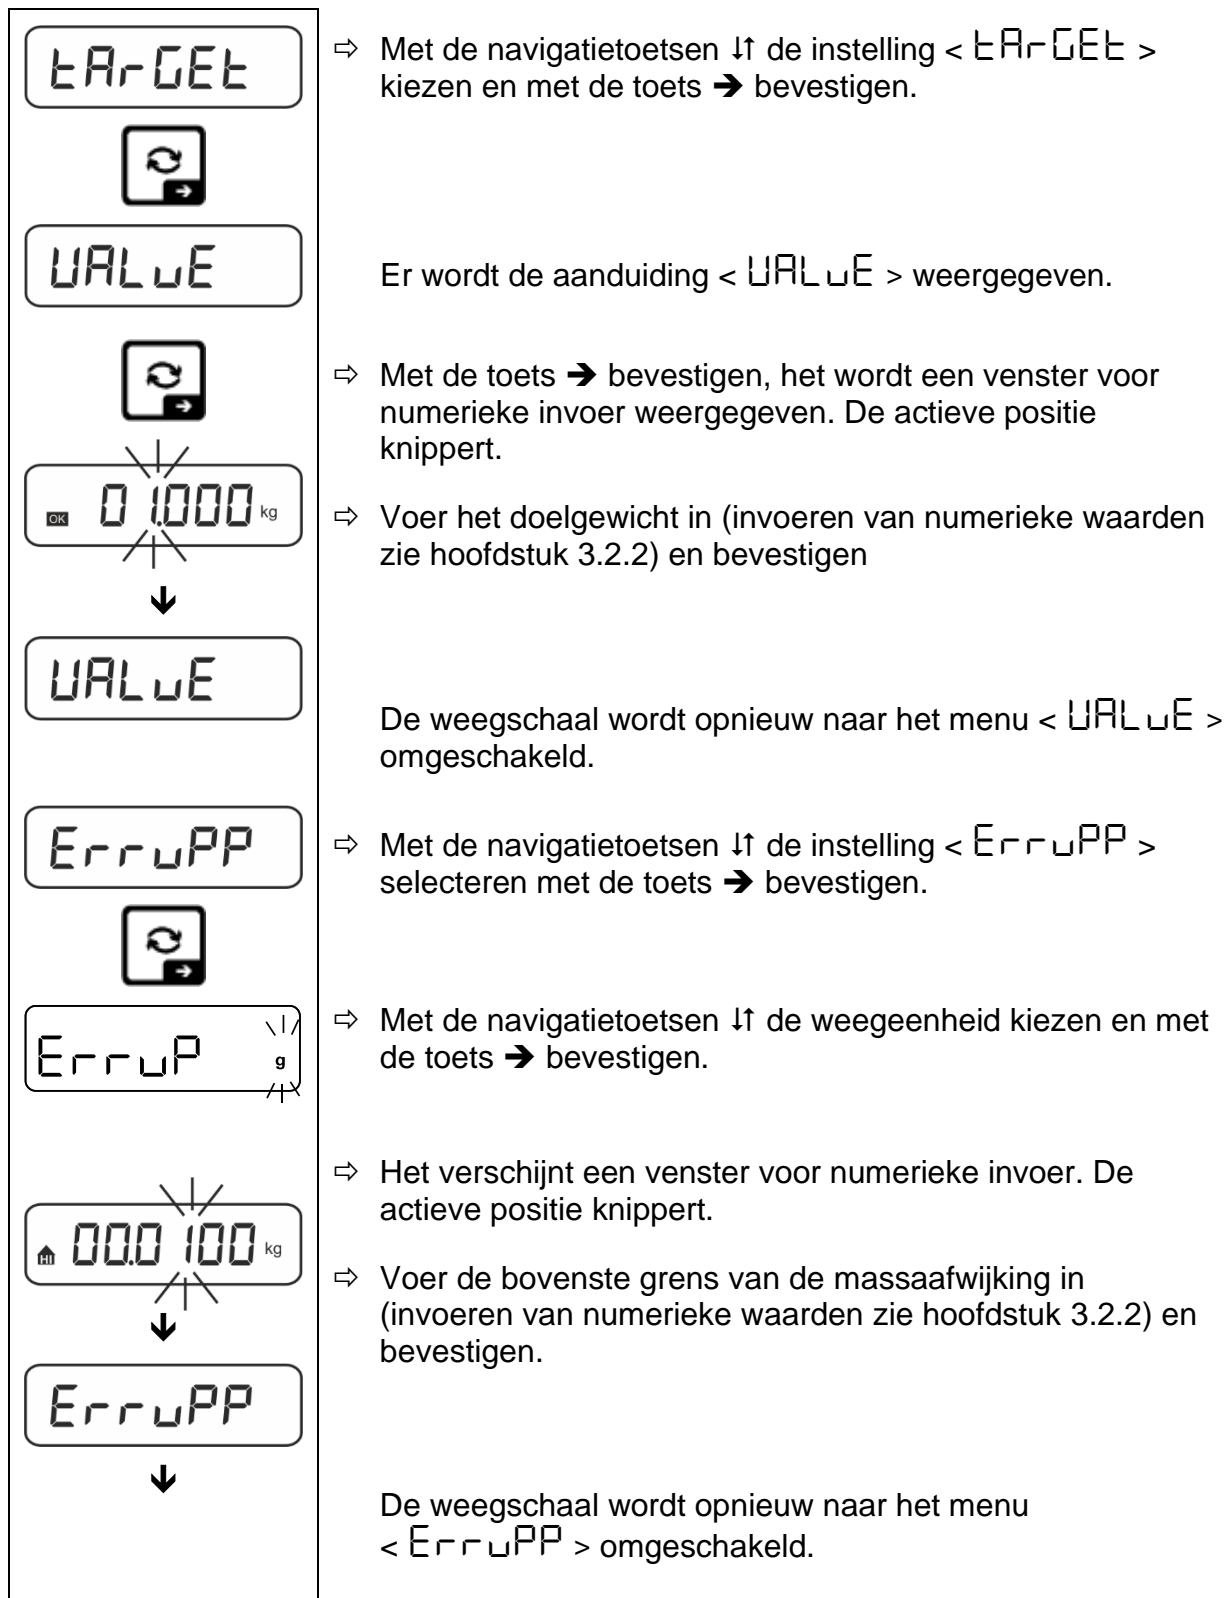 tArGEt
⇨ Met de navigatietoetsen ↓↑ de instelling < tArGEt >
kiezen en met de toets ➔ bevestigen.
VALuE
Er wordt de aanduiding < VALuE > weergegeven.
⇨ Met de toets ➔ bevestigen, het wordt een venster voor
numerieke invoer weergegeven. De actieve positie
knippert.
OK 01.000 kg
⇨ Voer het doelgewicht in (invoeren van numerieke waarden
zie hoofdstuk 3.2.2) en bevestigen
VALuE
De weegschaal wordt opnieuw naar het menu < VALuE >
omgeschakeld.
ErruPP
⇨ Met de navigatietoetsen ↓↑ de instelling < ErruPP >
selecteren met de toets ➔ bevestigen.
ErruP g
⇨ Met de navigatietoetsen ↓↑ de weegeenheid kiezen en met
de toets ➔ bevestigen.
⇨ Het verschijnt een venster voor numerieke invoer. De
actieve positie knippert.
HI 00.0100 kg
⇨ Voer de bovenste grens van de massaafwijking in
(invoeren van numerieke waarden zie hoofdstuk 3.2.2) en
bevestigen.
ErruPP
De weegschaal wordt opnieuw naar het menu
< ErruPP > omgeschakeld.